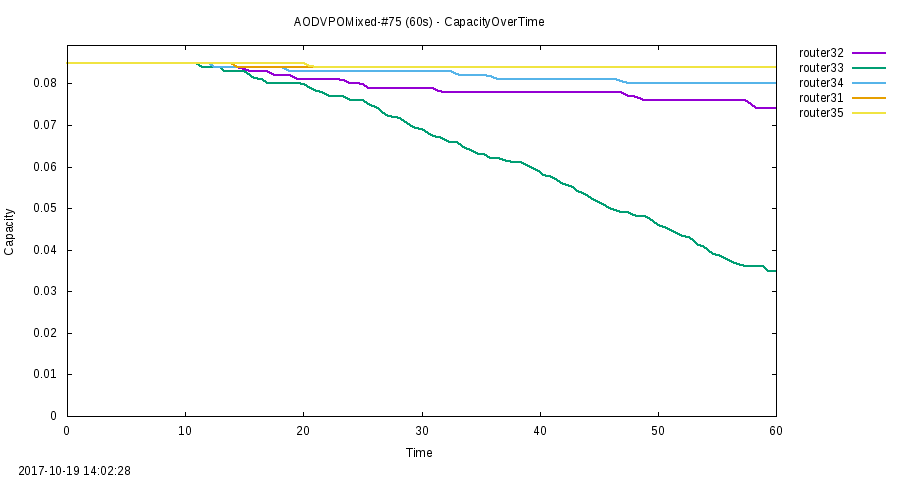 AODVPOMixed-#75 (60s) - CapacityOverTime
router32
router33
router34
router31
router35
0.08
0.07
0.06
0.05
0.04
0.03
0.02
0.01
0
Capacity
0 10 20 30 40 50 60
Time
2017-10-19 14:02:28